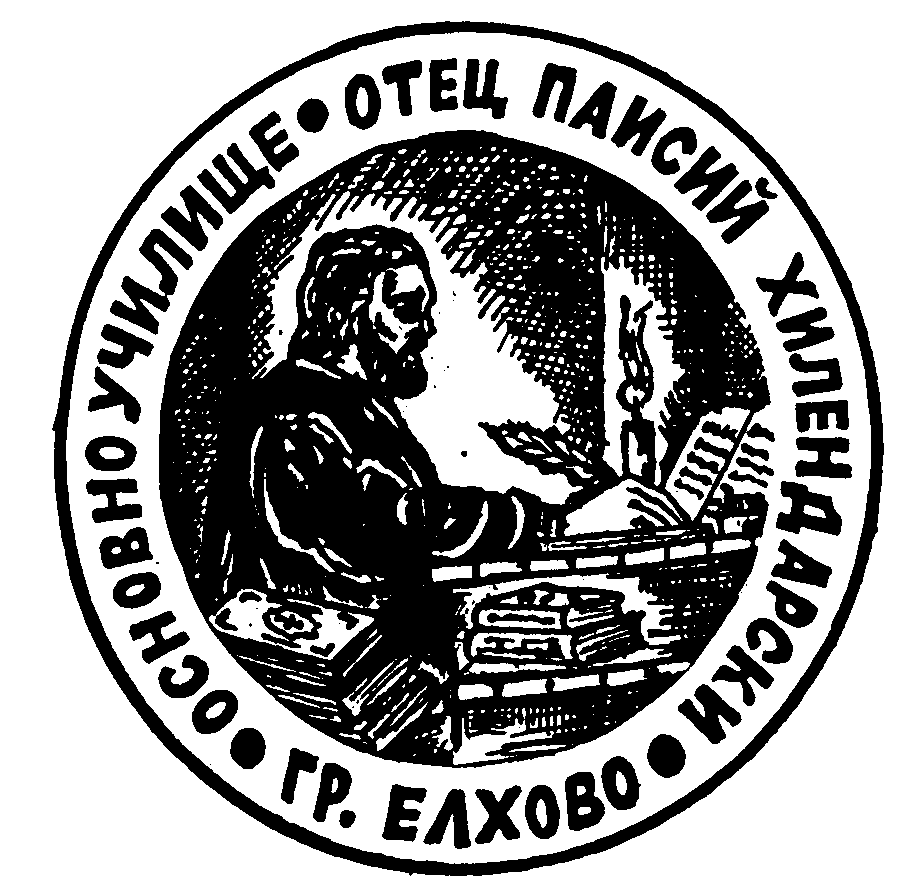 ОСНОВНО УЧИЛИЩЕ • ОТЕЦ ПАИСИЙ ХИЛЕНДАРСКИ •
ГР. ЕЛХОВО